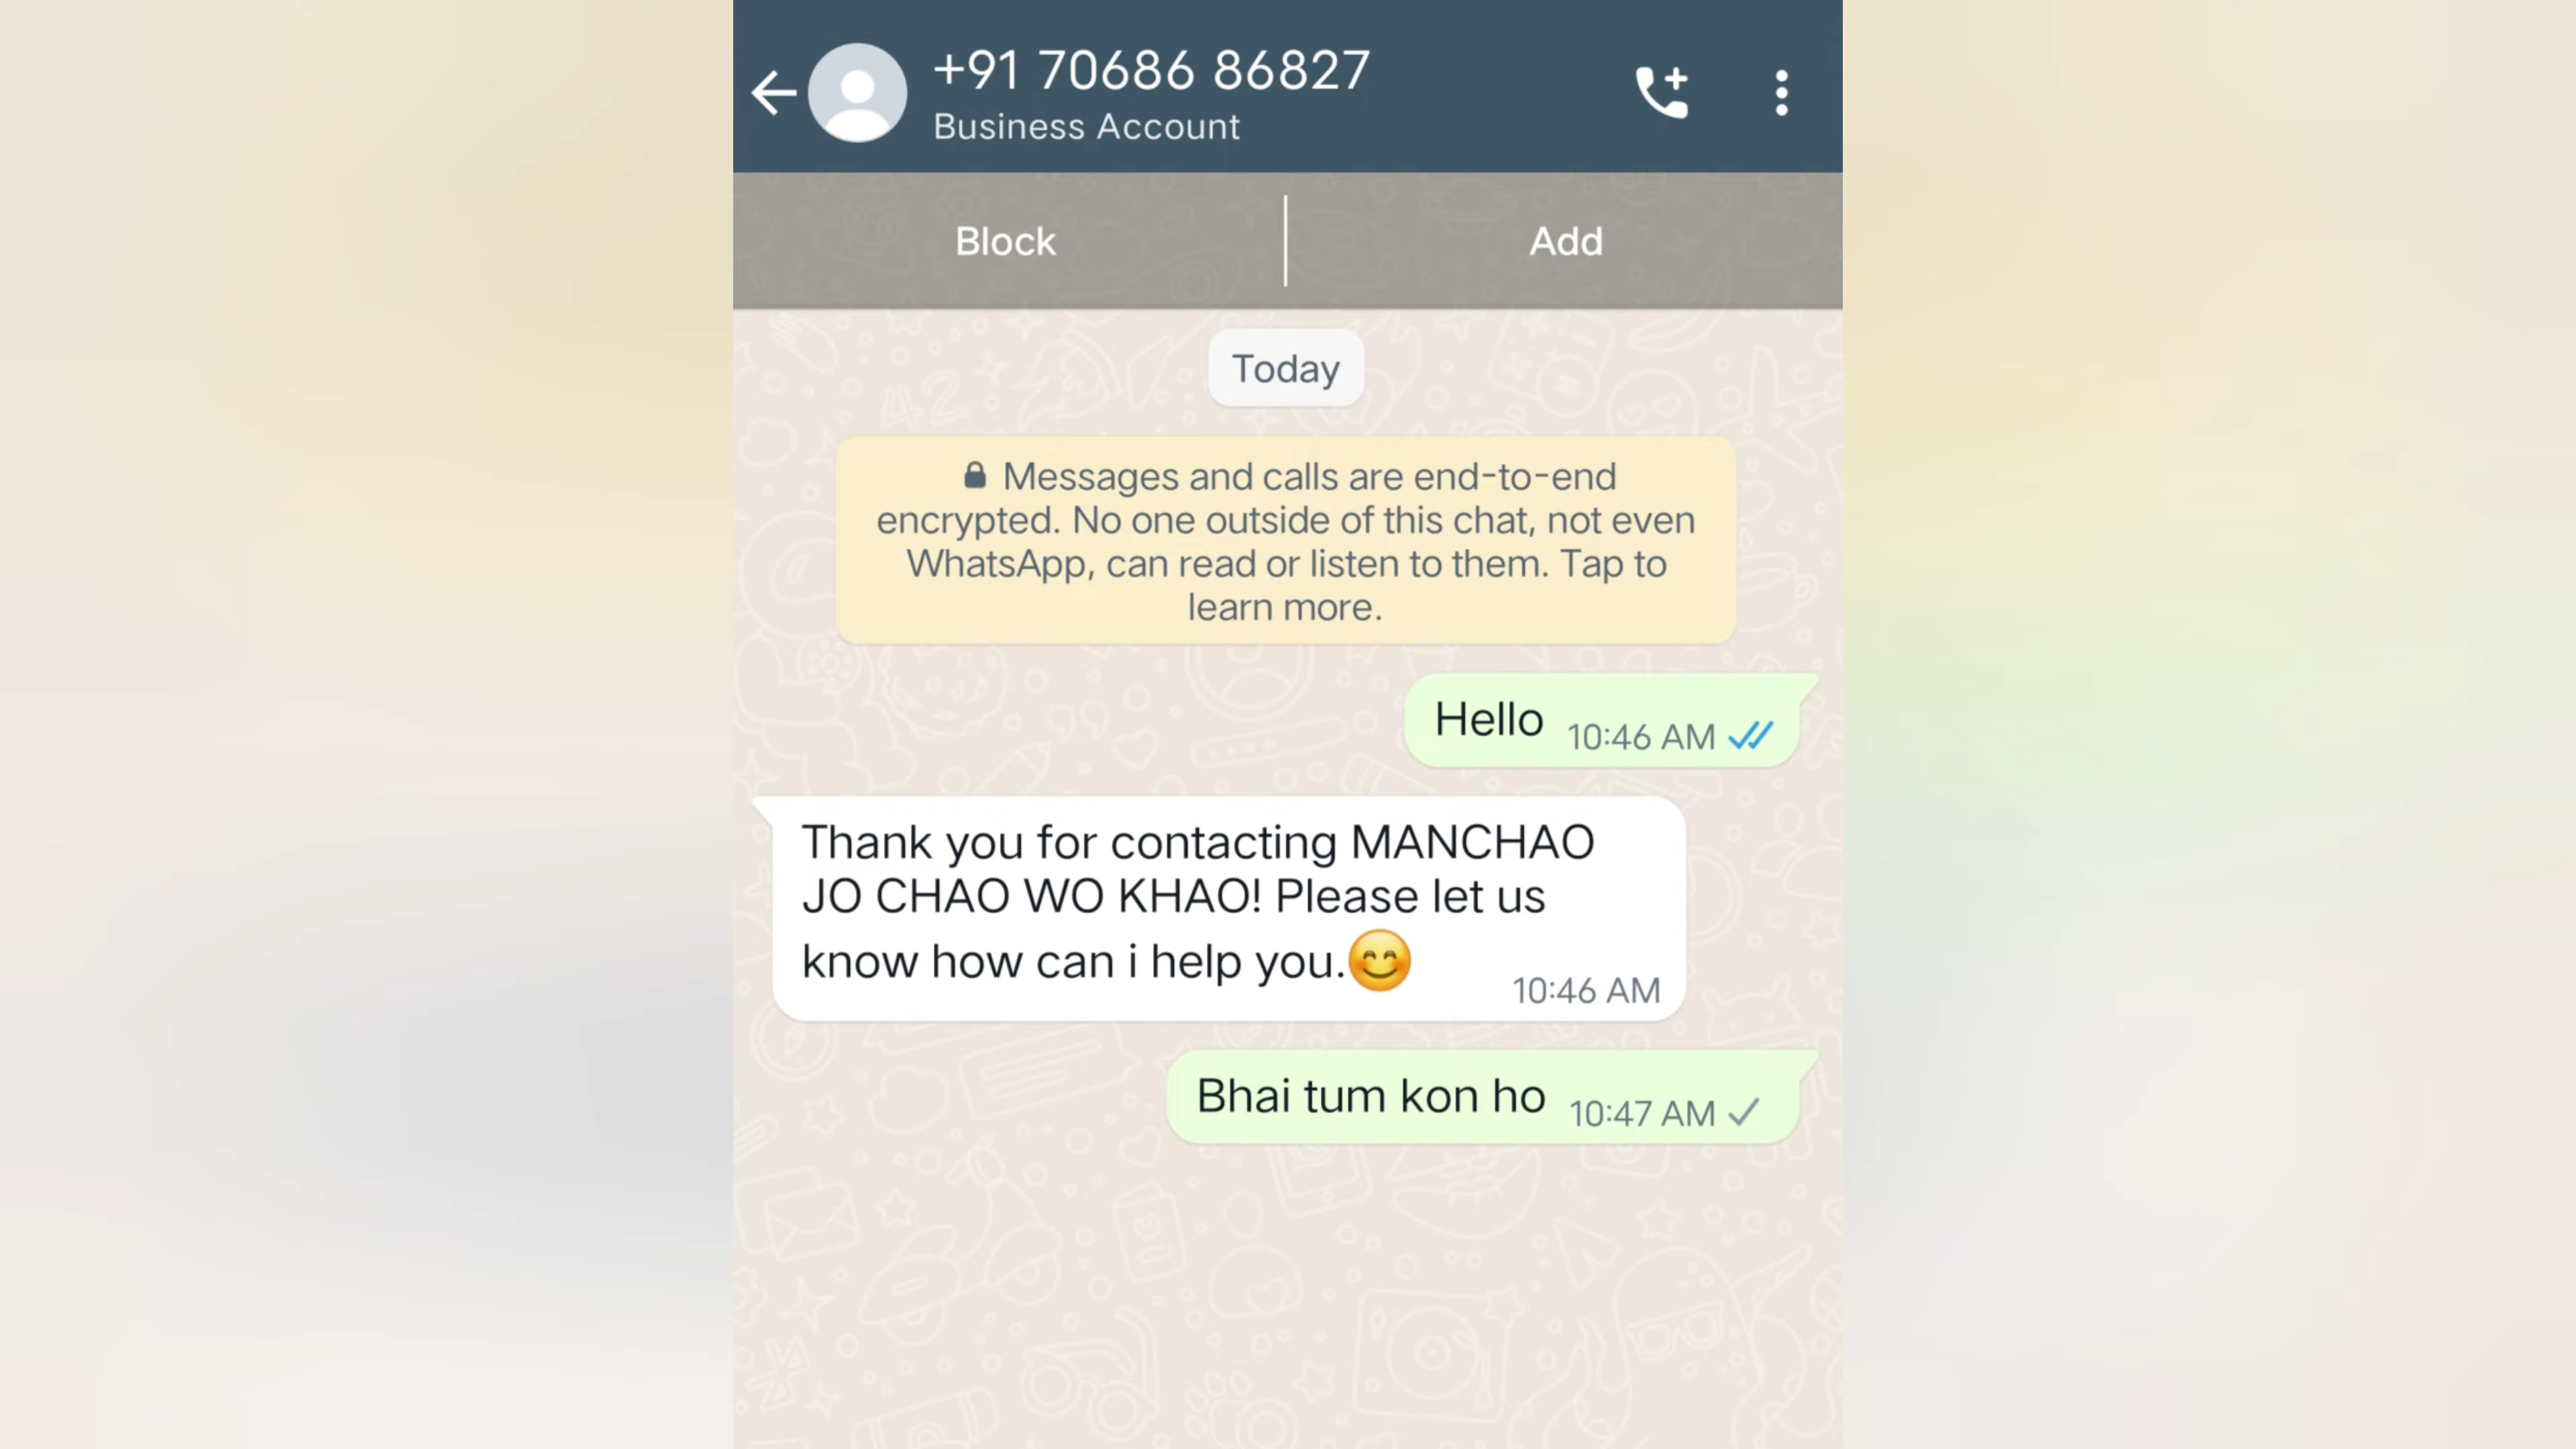 +91 70686 86827
Business Account
Block
Add
Today
Messages and calls are end-to-end
encrypted. No one outside of this chat, not even
WhatsApp, can read or listen to them. Tap to
learn more.
Hello 10:46 AM
Thank you for contacting MANCHAO
JO CHAO WO KHAO! Please let us
know how can i help you.😊
10:46 AM
Bhai tum kon ho 10:47 AM